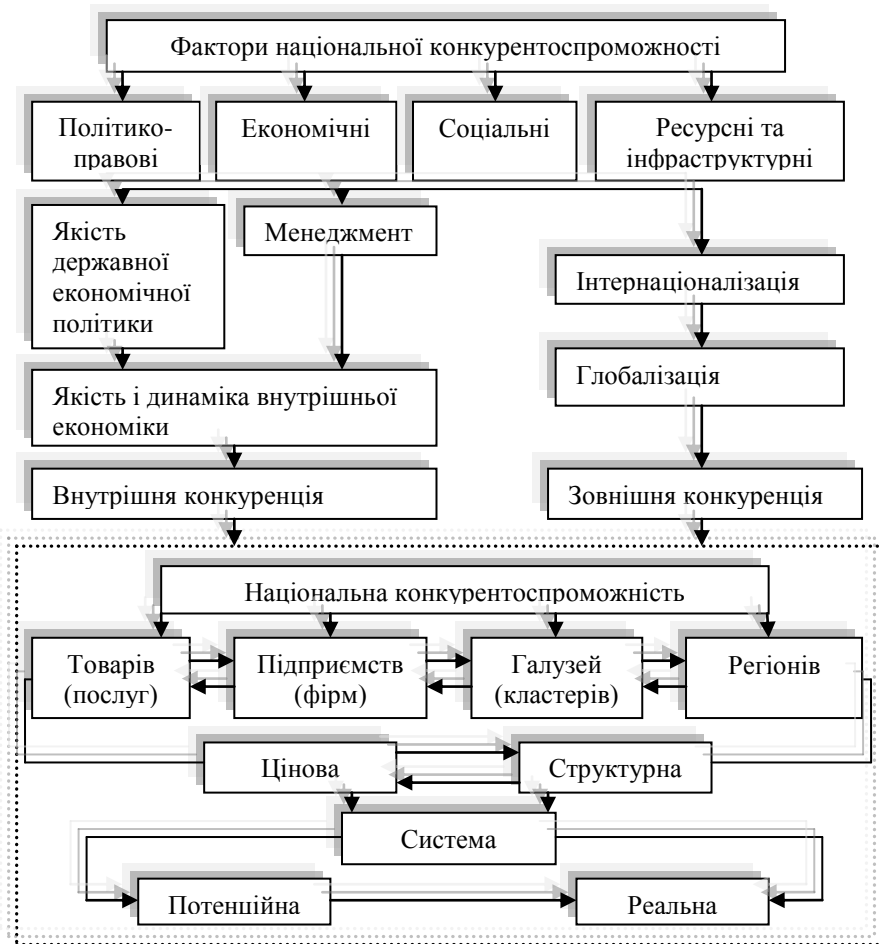 Фактори національної конкурентоспроможності
Політико-
правові
Економічні
Соціальні
Ресурсні та
інфраструктурні
Якість
державної
економічної
політики
Менеджмент
Інтернаціоналізація
Глобалізація
Якість і динаміка внутрішньої
економіки
Внутрішня конкуренція
Зовнішня конкуренція
Національна конкурентоспроможність
Товарів
(послуг)
Підприємств
(фірм)
Галузей
(кластерів)
Регіонів
Цінова
Структурна
Система
Потенційна
Реальна